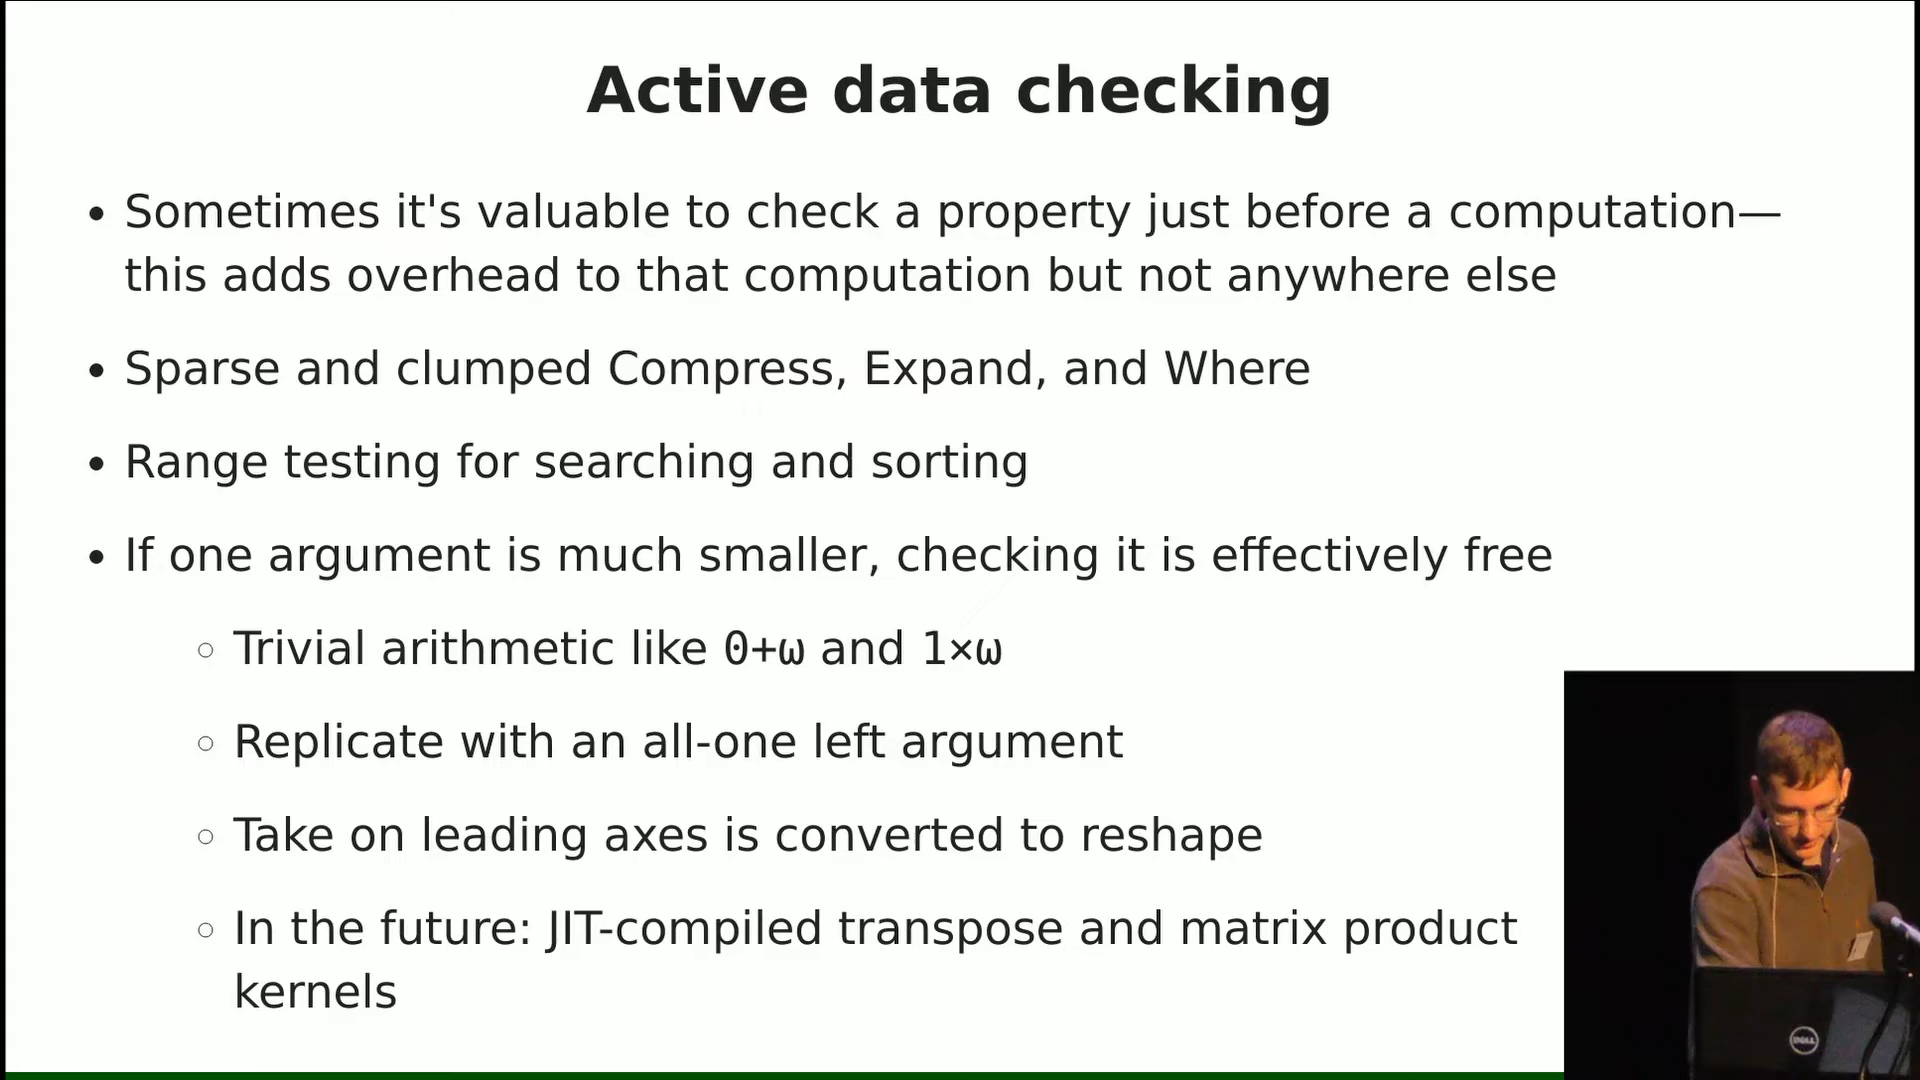 Active data checking
• Sometimes it's valuable to check a property just before a computation—
this adds overhead to that computation but not anywhere else
• Sparse and clumped Compress, Expand, and Where
• Range testing for searching and sorting
• If one argument is much smaller, checking it is effectively free
◦ Trivial arithmetic like 0+ω and 1×ω
◦ Replicate with an all-one left argument
◦ Take on leading axes is converted to reshape
◦ In the future: JIT-compiled transpose and matrix product
kernels
DELL